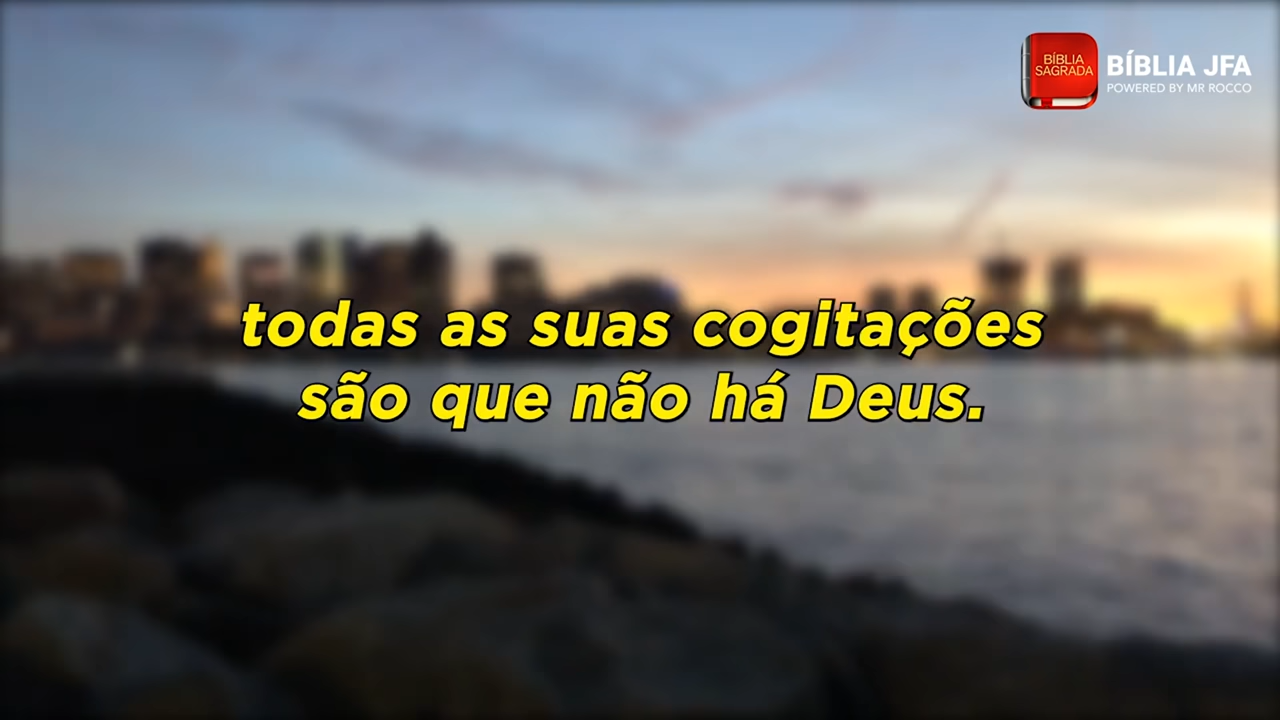 BÍBLIA
SAGRADA
BÍBLIA JFA
POWERED BY MR ROCCO
todas as suas cogitações
são que não há Deus.